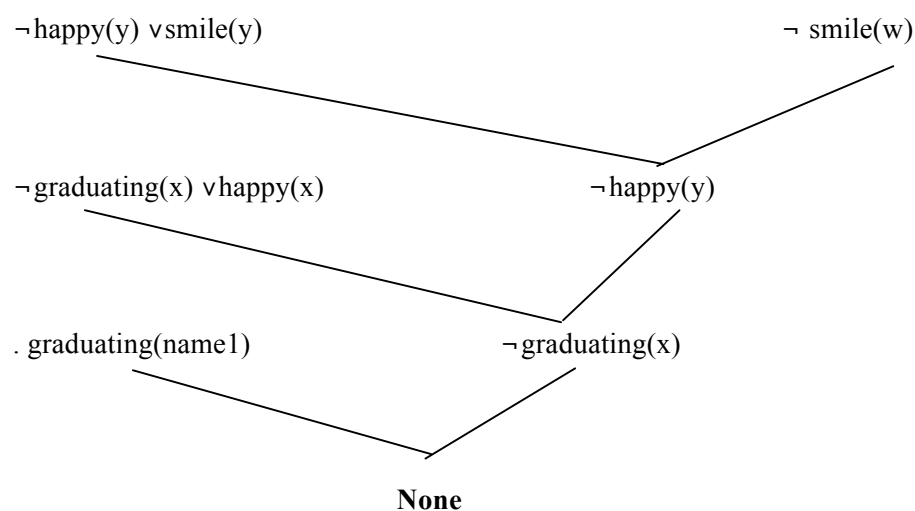 ¬happy(y) ∨smile(y) ¬ smile(w)
¬graduating(x) ∨happy(x) ¬happy(y)
. graduating(name1) ¬graduating(x)
None